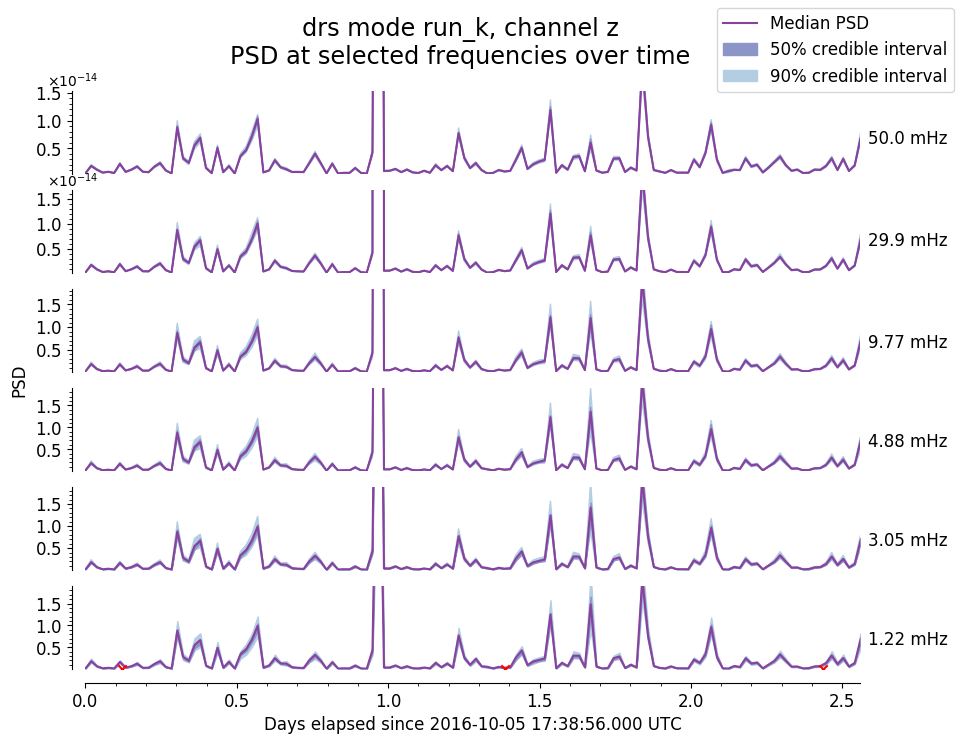 drs mode run_k, channel z
PSD at selected frequencies over time
Median PSD
50% credible interval
90% credible interval
×10⁻¹⁴
1.5
1.0
0.5
50.0 mHz
×10⁻¹⁴
1.5
1.0
0.5
29.9 mHz
1.0
0.5
9.77 mHz
PSD
1.5
1.0
0.5
4.88 mHz
1.0
0.5
3.05 mHz
1.5
1.0
0.5
1.22 mHz
0.0 0.5 1.0 1.5 2.0 2.5
Days elapsed since 2016-10-05 17:38:56.000 UTC